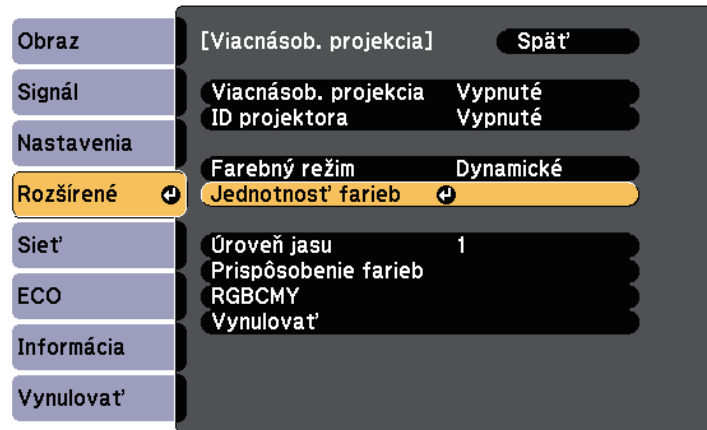 Obraz
Signál
Nastavenia
Rozšírené
Sieť
ECO
Informácia
Vynulovať
[Viacnásob. projekcia] Späť
Viacnásob. projekcia Vypnuté
ID projektora Vypnuté
Farebný režim Dynamické
Jednotnosť farieb
Úroveň jasu 1
Prispôsobenie farieb
RGBCMY
Vynulovať